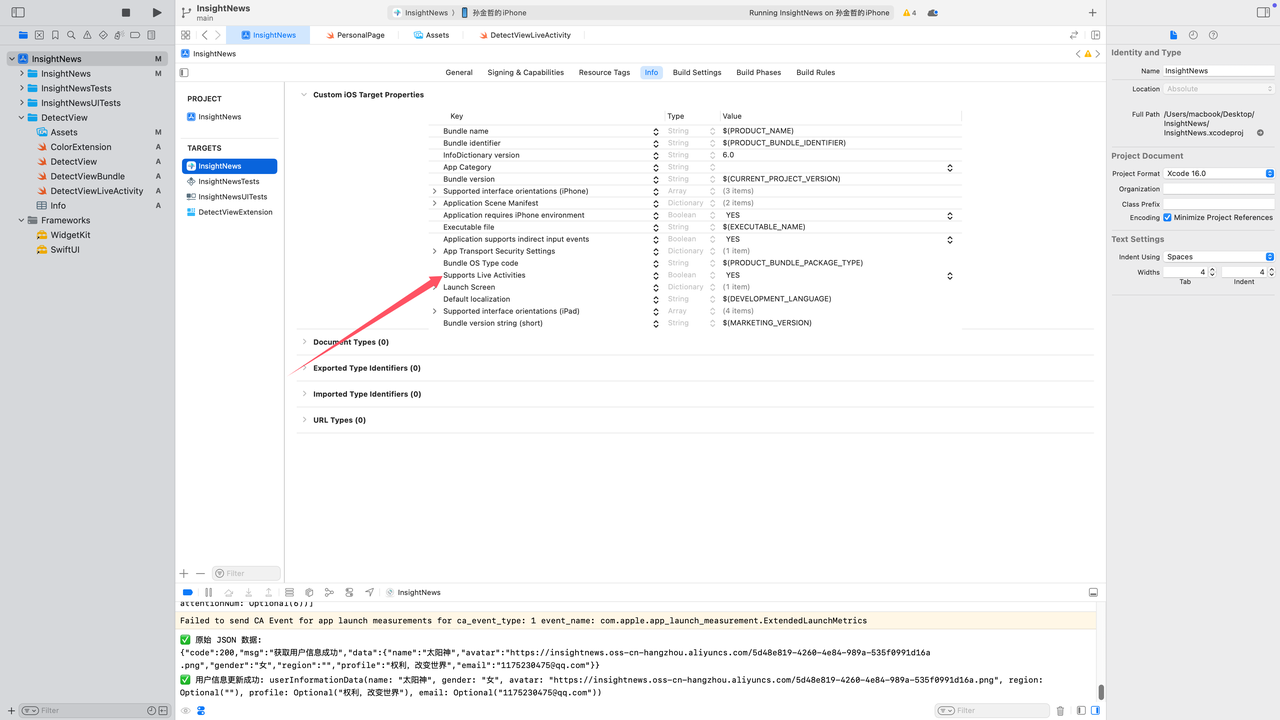 InsightNews
main
InsightNews 〉 孙金哲的iPhone
Running InsightNews on 孙金哲的iPhone
4
InsightNews
PersonalPage
Assets
DetectViewLiveActivity
InsightNews
InsightNews M
InsightNews M
InsightNewsTests
InsightNewsUITests
DetectView
Assets M
ColorExtension A
DetectView A
DetectViewBundle A
DetectViewLiveActivity A
Info A
Frameworks
WidgetKit
SwiftUI
Filter
General
Signing & Capabilities
Resource Tags
Info
Build Settings
Build Phases
Build Rules
PROJECT
InsightNews
TARGETS
InsightNews
InsightNewsTests
InsightNewsUITests
DetectViewExtension
Filter
Custom iOS Target Properties
Key Type Value
Bundle name String $(PRODUCT_NAME)
Bundle identifier String $(PRODUCT_BUNDLE_IDENTIFIER)
InfoDictionary version String 6.0
App Category String
Bundle version String $(CURRENT_PROJECT_VERSION)
Supported interface orientations (iPhone) Array (3 items)
Application Scene Manifest Dictionary (2 items)
Application requires iPhone environment Boolean YES
Executable file String $(EXECUTABLE_NAME)
Application supports indirect input events Boolean YES
App Transport Security Settings Dictionary (1 item)
Bundle OS Type code String $(PRODUCT_BUNDLE_PACKAGE_TYPE)
Supports Live Activities Boolean YES
Launch Screen Dictionary (1 item)
Default localization String $(DEVELOPMENT_LANGUAGE)
Supported interface orientations (iPad) Array (4 items)
Bundle version string (short) String $(MARKETING_VERSION)
Document Types (0)
Exported Type Identifiers (0)
Imported Type Identifiers (0)
URL Types (0)
Identity and Type
Name InsightNews
Location Absolute
Full Path /Users/macbook/Desktop/
InsightNews/
InsightNews.xcodeproj
Project Document
Project Format Xcode 16.0
Organization
Class Prefix
Encoding Minimize Project References
Text Settings
Indent Using Spaces
Widths 4 4
Tab Indent
InsightNews
attentionNum: Optional(6))]
Failed to send CA Event for app launch measurements for ca_event_type: 1 event_name: com.apple.app_launch_measurement.ExtendedLaunchMetrics
✅ 原始 JSON 数据:
{"code":200,"msg":"获取用户信息成功","data":{"name":"太阳神","avatar":"https://insightnews.oss-cn-hangzhou.aliyuncs.com/5d48e819-4260-4e84-989a-535f0991d16a
.png","gender":"女","region":"","profile":"权利，改变世界","email":"1175230475@qq.com"}}
✅ 用户信息更新成功: userInformationData(name: "太阳神", gender: "女", avatar: "https://insightnews.oss-cn-hangzhou.aliyuncs.com/5d48e819-4260-4e84-989a-535f0991d16a.png", region:
Optional(""), profile: Optional("权利，改变世界"), email: Optional("1175230475@qq.com"))
Filter